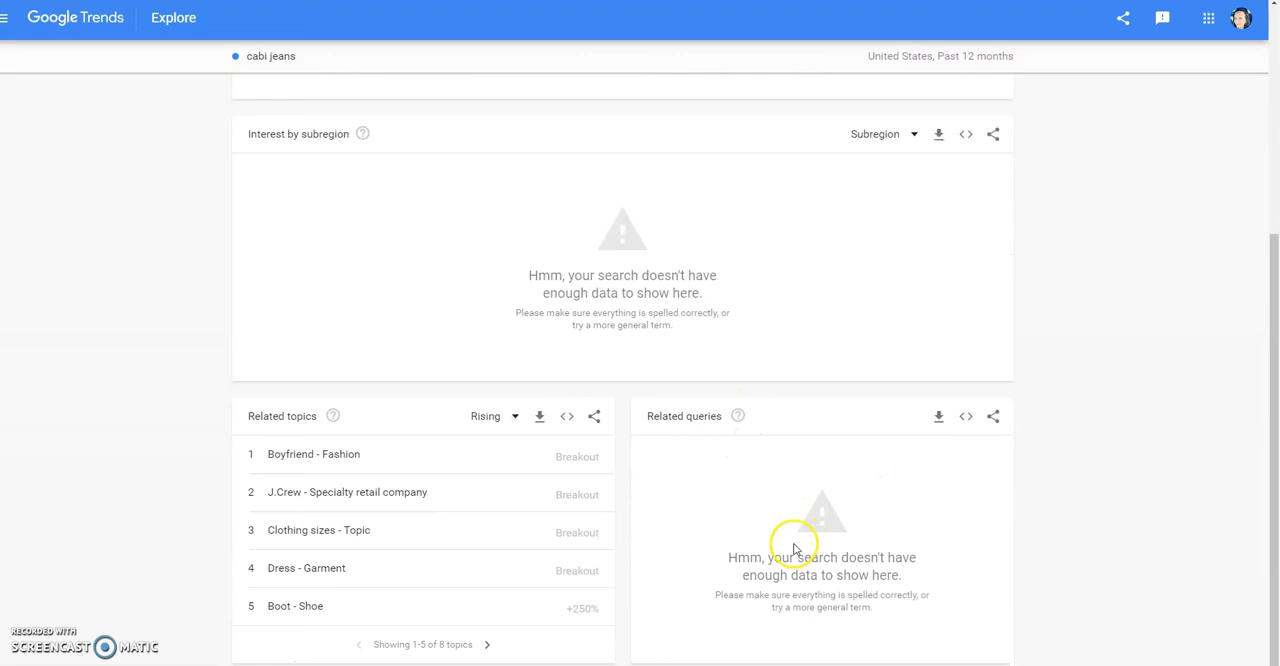 Google Trends Explore
cabi jeans United States, Past 12 months
Interest by subregion Subregion
Hmm, your search doesn't have
enough data to show here.
Please make sure everything is spelled correctly, or
try a more general term.
Related topics Rising
1 Boyfriend - Fashion Breakout
2 J.Crew - Specialty retail company Breakout
3 Clothing sizes - Topic Breakout
4 Dress - Garment Breakout
5 Boot - Shoe +250%
Showing 1-5 of 8 topics
Related queries
Hmm, your search doesn't have
enough data to show here.
Please make sure everything is spelled correctly, or
try a more general term.
RECORDED WITH
SCREENCAST MATIC